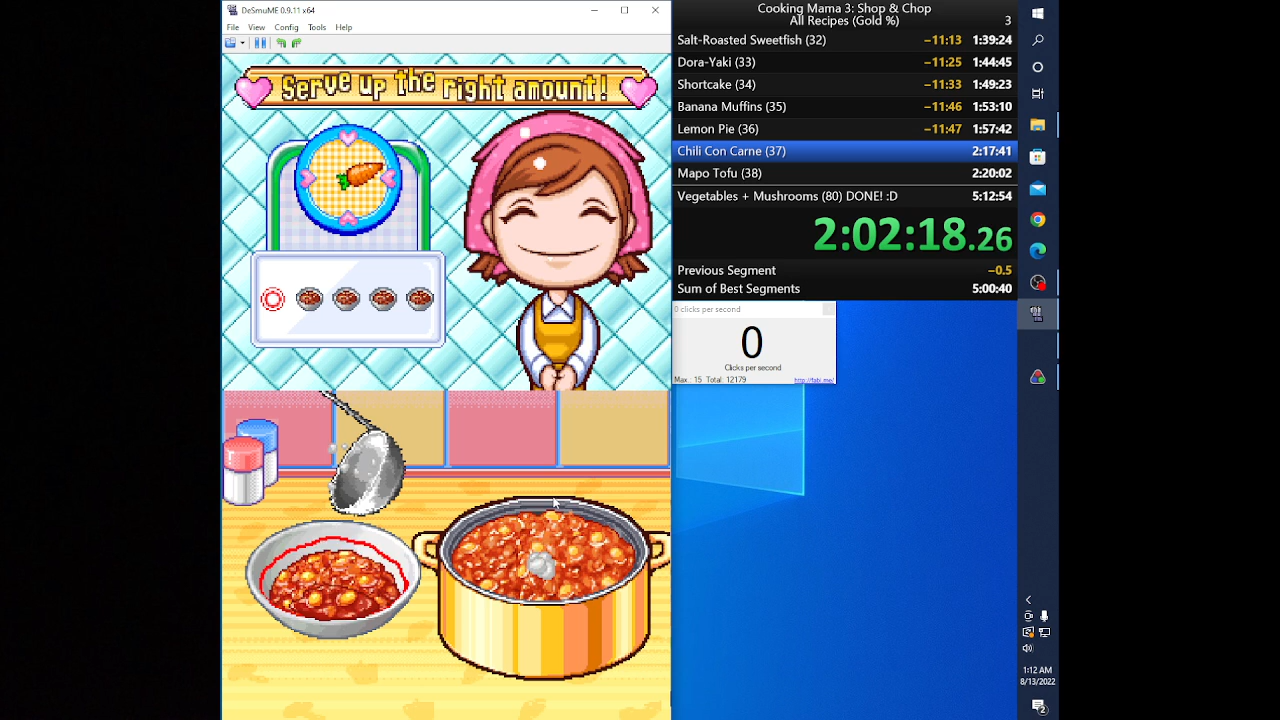 DeSmuME 0.9.11 x64
File View Config Tools Help
Serve up the right amount!
Cooking Mama 3: Shop & Chop
All Recipes (Gold %) 3
Salt-Roasted Sweetfish (32) −11:13 1:39:24
Dora-Yaki (33) −11:25 1:44:45
Shortcake (34) −11:33 1:49:23
Banana Muffins (35) −11:46 1:53:10
Lemon Pie (36) −11:47 1:57:42
Chili Con Carne (37) 2:17:41
Mapo Tofu (38) 2:20:02
Vegetables + Mushrooms (80) DONE! :D 5:12:54
2:02:18.26
Previous Segment −0.5
Sum of Best Segments 5:00:40
0 clicks per second
0
Clicks per second
Max.: 15 Total: 12179 http://fabi.me/
1:12 AM
8/13/2022
2